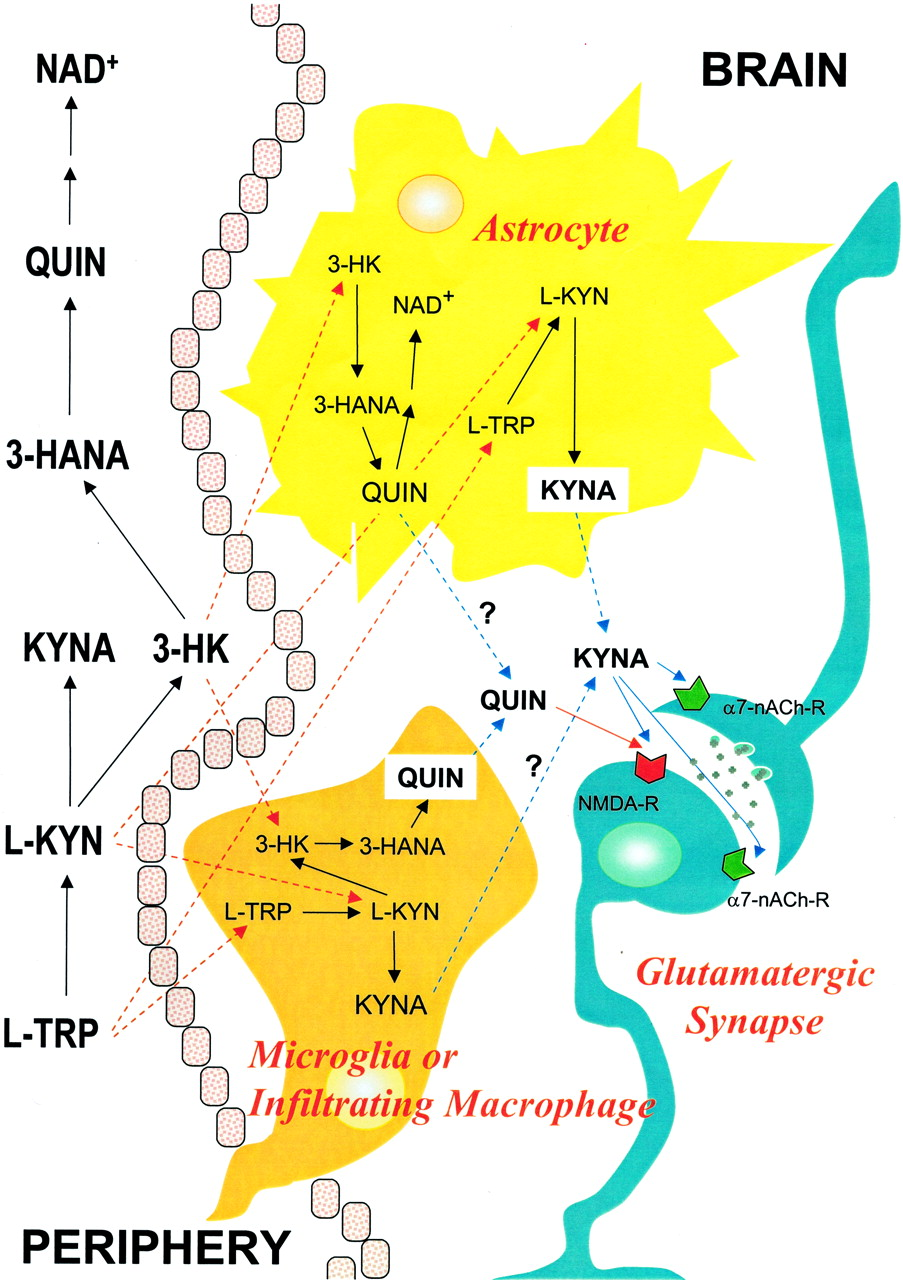 BRAIN
NAD+
QUIN
3-HANA
KYNA
3-HK
L-KYN
L-TRP
PERIPHERY
Astrocyte
3-HK
NAD+
L-KYN
3-HANA
L-TRP
QUIN
KYNA
?
KYNA
QUIN
α7-nACh-R
?
QUIN
NMDA-R
3-HK
3-HANA
α7-nACh-R
L-TRP
L-KYN
KYNA
Glutamatergic
Synapse
Microglia or
Infiltrating Macrophage